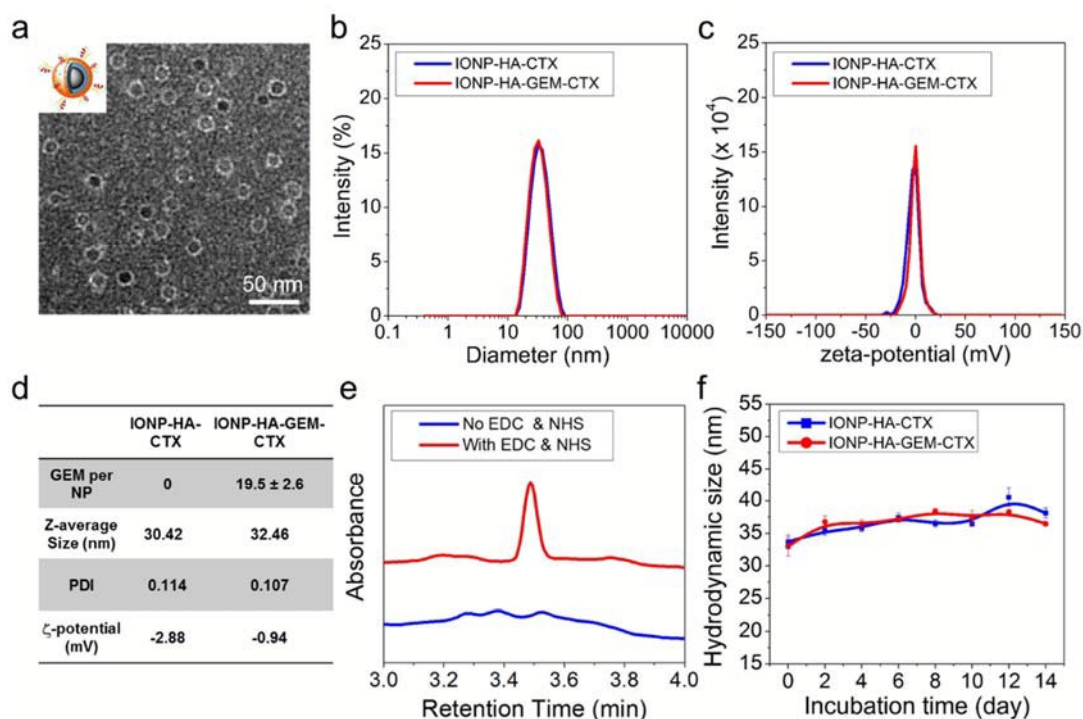 a
50 nm
b
25
20
15
10
5
0
Intensity (%)
IONP-HA-CTX
IONP-HA-GEM-CTX
0.1 1 10 100 1000 10000
Diameter (nm)
c
25
20
15
10
5
0
Intensity (x 10⁴)
IONP-HA-CTX
IONP-HA-GEM-CTX
-150 -100 -50 0 50 100 150
zeta-potential (mV)
d
IONP-HA-
CTX
IONP-HA-GEM-
CTX
GEM per
NP
0
19.5 ± 2.6
Z-average
Size (nm)
30.42
32.46
PDI
0.114
0.107
ζ-potential
(mV)
-2.88
-0.94
e
Absorbance
No EDC & NHS
With EDC & NHS
3.0 3.2 3.4 3.6 3.8 4.0
Retention Time (min)
f
55
50
45
40
35
30
25
20
15
Hydrodynamic size (nm)
IONP-HA-CTX
IONP-HA-GEM-CTX
0 2 4 6 8 10 12 14
Incubation time (day)